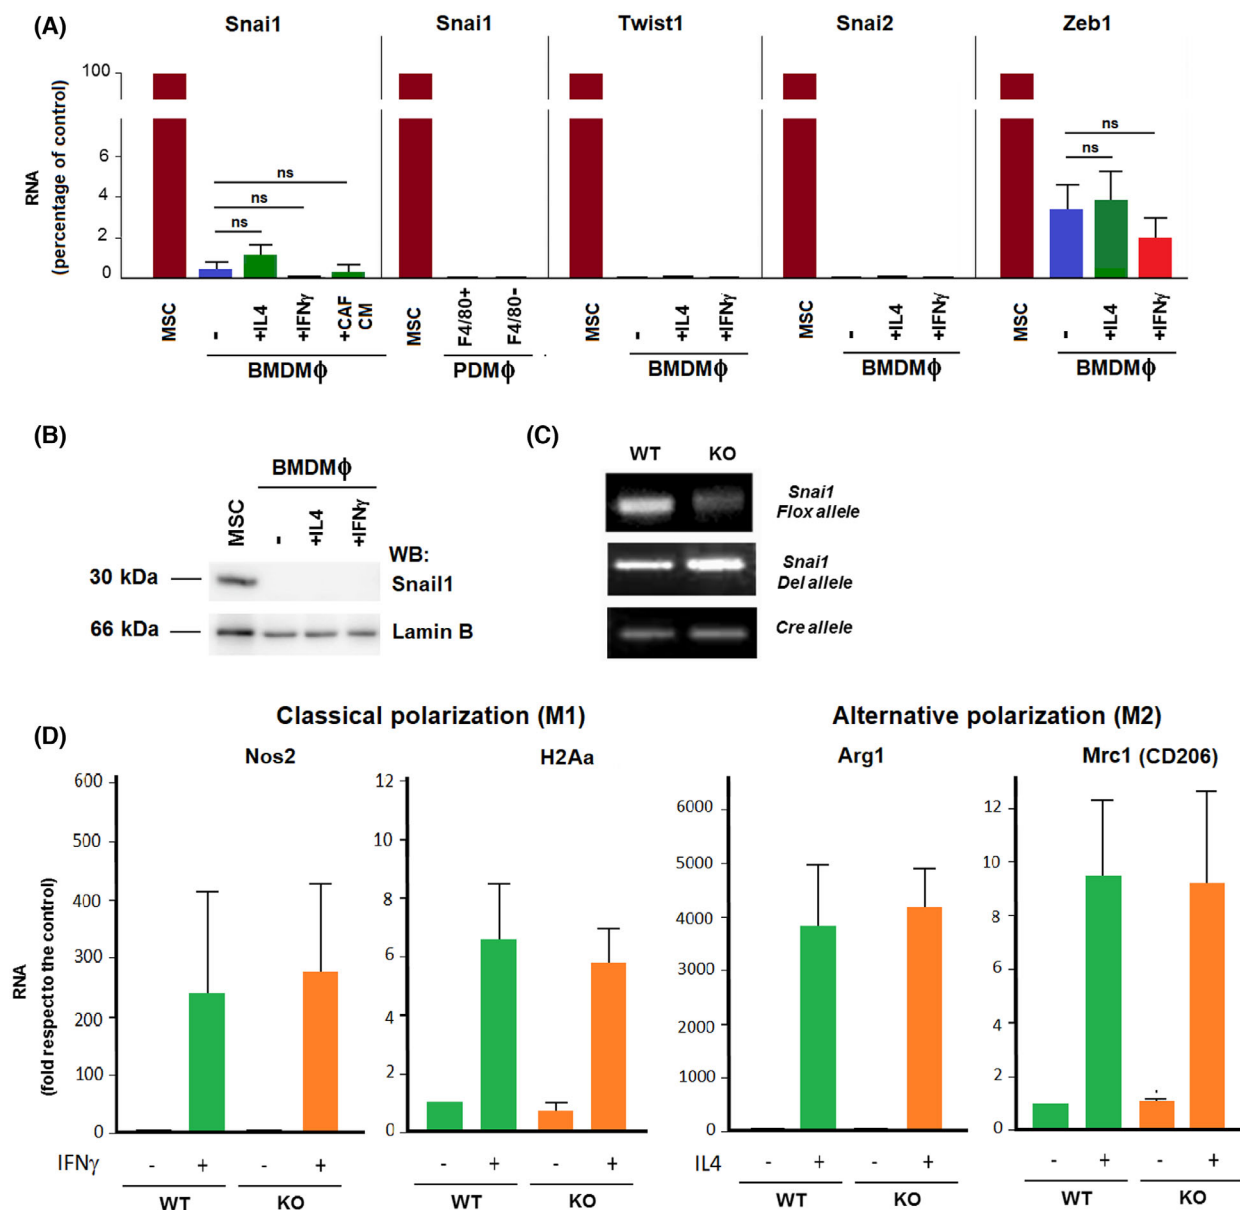 (A)
Snai1 Snai1 Twist1 Snai2 Zeb1
RNA
(percentage of control)
100
6
4
2
0
ns
ns
ns
ns
ns
MSC - +IL4 +IFNγ +CAF CM
BMDMϕ
MSC F4/80+ F4/80-
PDMϕ
MSC - +IL4 +IFNγ
BMDMϕ
MSC - +IL4 +IFNγ
BMDMϕ
MSC - +IL4 +IFNγ
BMDMϕ
(B)
BMDMϕ
MSC - +IL4 +IFNγ
WB:
30 kDa Snail1
66 kDa Lamin B
(C)
WT KO
Snai1
Flox allele
Snai1
Del allele
Cre allele
(D)
Classical polarization (M1) Alternative polarization (M2)
Nos2 H2Aa Arg1 Mrc1 (CD206)
RNA
(fold respect to the control)
600
500
400
300
200
100
0
12
10
8
6
4
2
0
6000
5000
4000
3000
2000
1000
0
12
10
8
6
4
2
0
IFNγ - + - + - + - +
WT KO WT KO
IL4 - + - + - + - +
WT KO WT KO